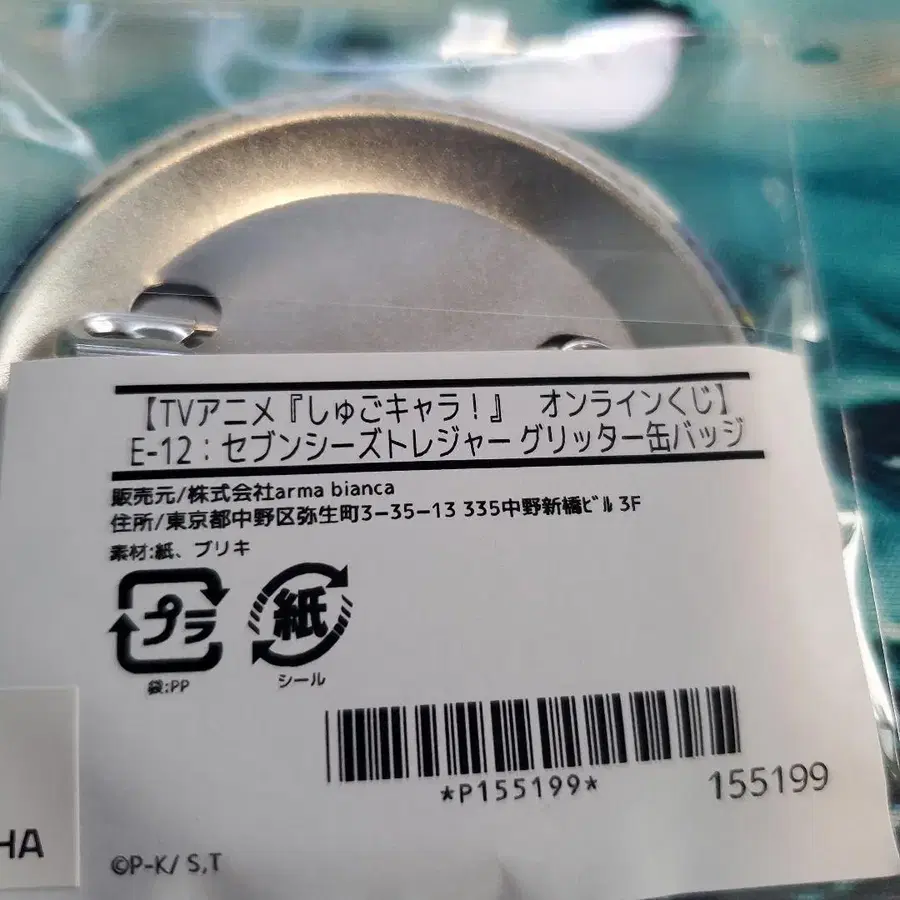 【TVアニメ『しゅごキャラ！』　オンラインくじ】
E-12：セブンシーズトレジャー グリッター缶バッジ
販売元/株式会社arma bianca
住所/東京都中野区弥生町3-35-13 335中野新橋ﾋﾞﾙ 3F
素材:紙、ブリキ
プラ
紙
袋:PP
シール
*P155199*
155199
HA
©P-K/ S,T